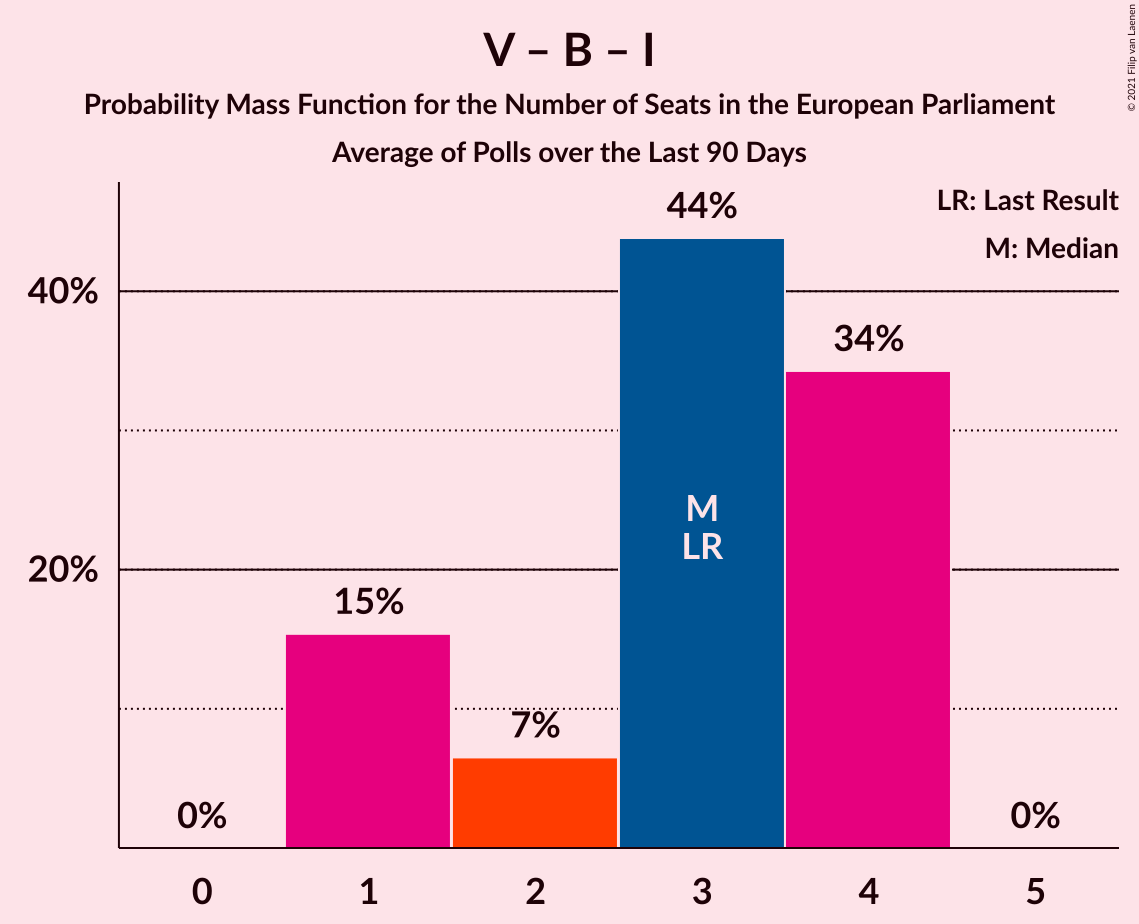 V – B – I
Probability Mass Function for the Number of Seats in the European Parliament
Average of Polls over the Last 90 Days
© 2021 Filip van Laenen
LR: Last Result
M: Median
44%
40%
34%
M
LR
20%
15%
7%
0%
0%
0 1 2 3 4 5